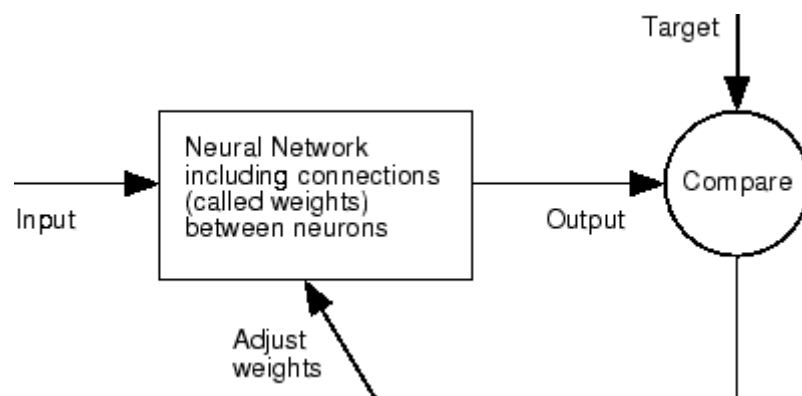 Target
Neural Network
including connections
(called weights)
between neurons
Compare
Input
Output
Adjust
weights